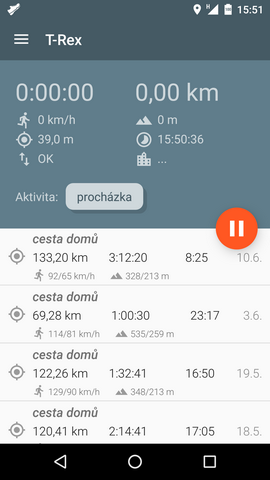 15:51
T-Rex
0:00:00 0,00 km
0 km/h 0 m
39,0 m 15:50:36
OK ...
Aktivita: procházka
cesta domů
133,20 km 3:12:20 8:25 10.6.
92/65 km/h 328/213 m
cesta domů
69,28 km 1:00:30 23:17 3.6.
114/81 km/h 535/259 m
cesta domů
122,26 km 1:32:41 16:50 19.5.
129/90 km/h 348/213 m
cesta domů
120,41 km 2:14:41 17:05 18.5.